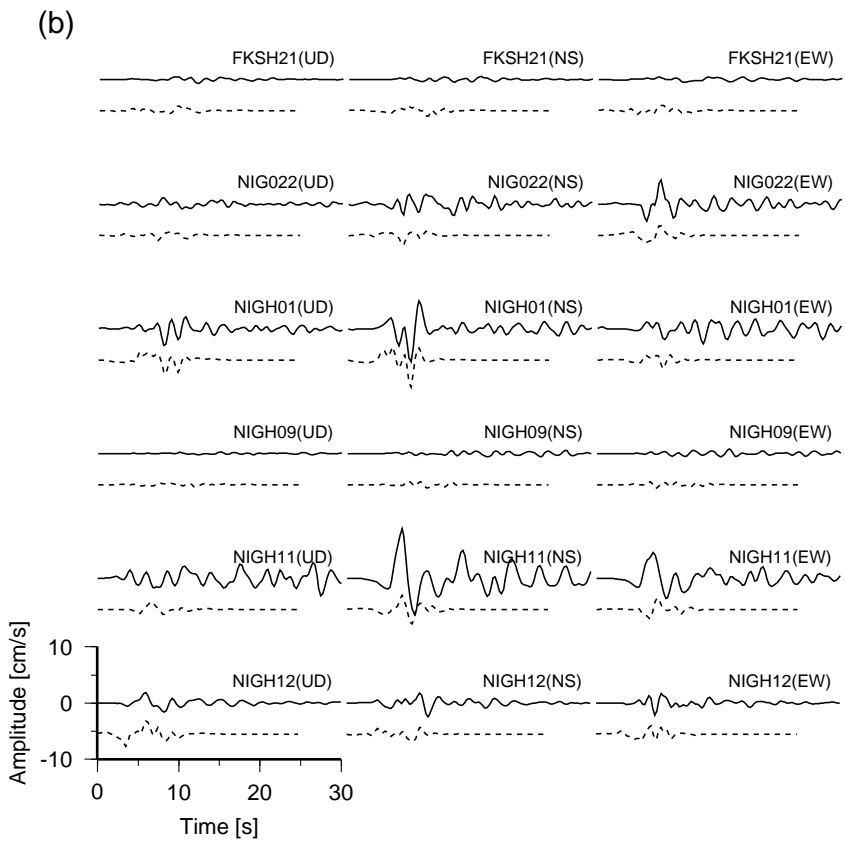 (b)
FKSH21(UD) FKSH21(NS) FKSH21(EW)
NIG022(UD) NIG022(NS) NIG022(EW)
NIGH01(UD) NIGH01(NS) NIGH01(EW)
NIGH09(UD) NIGH09(NS) NIGH09(EW)
NIGH11(UD) NIGH11(NS) NIGH11(EW)
NIGH12(UD) NIGH12(NS) NIGH12(EW)
Amplitude [cm/s]
10
0
-10
0 10 20 30
Time [s]